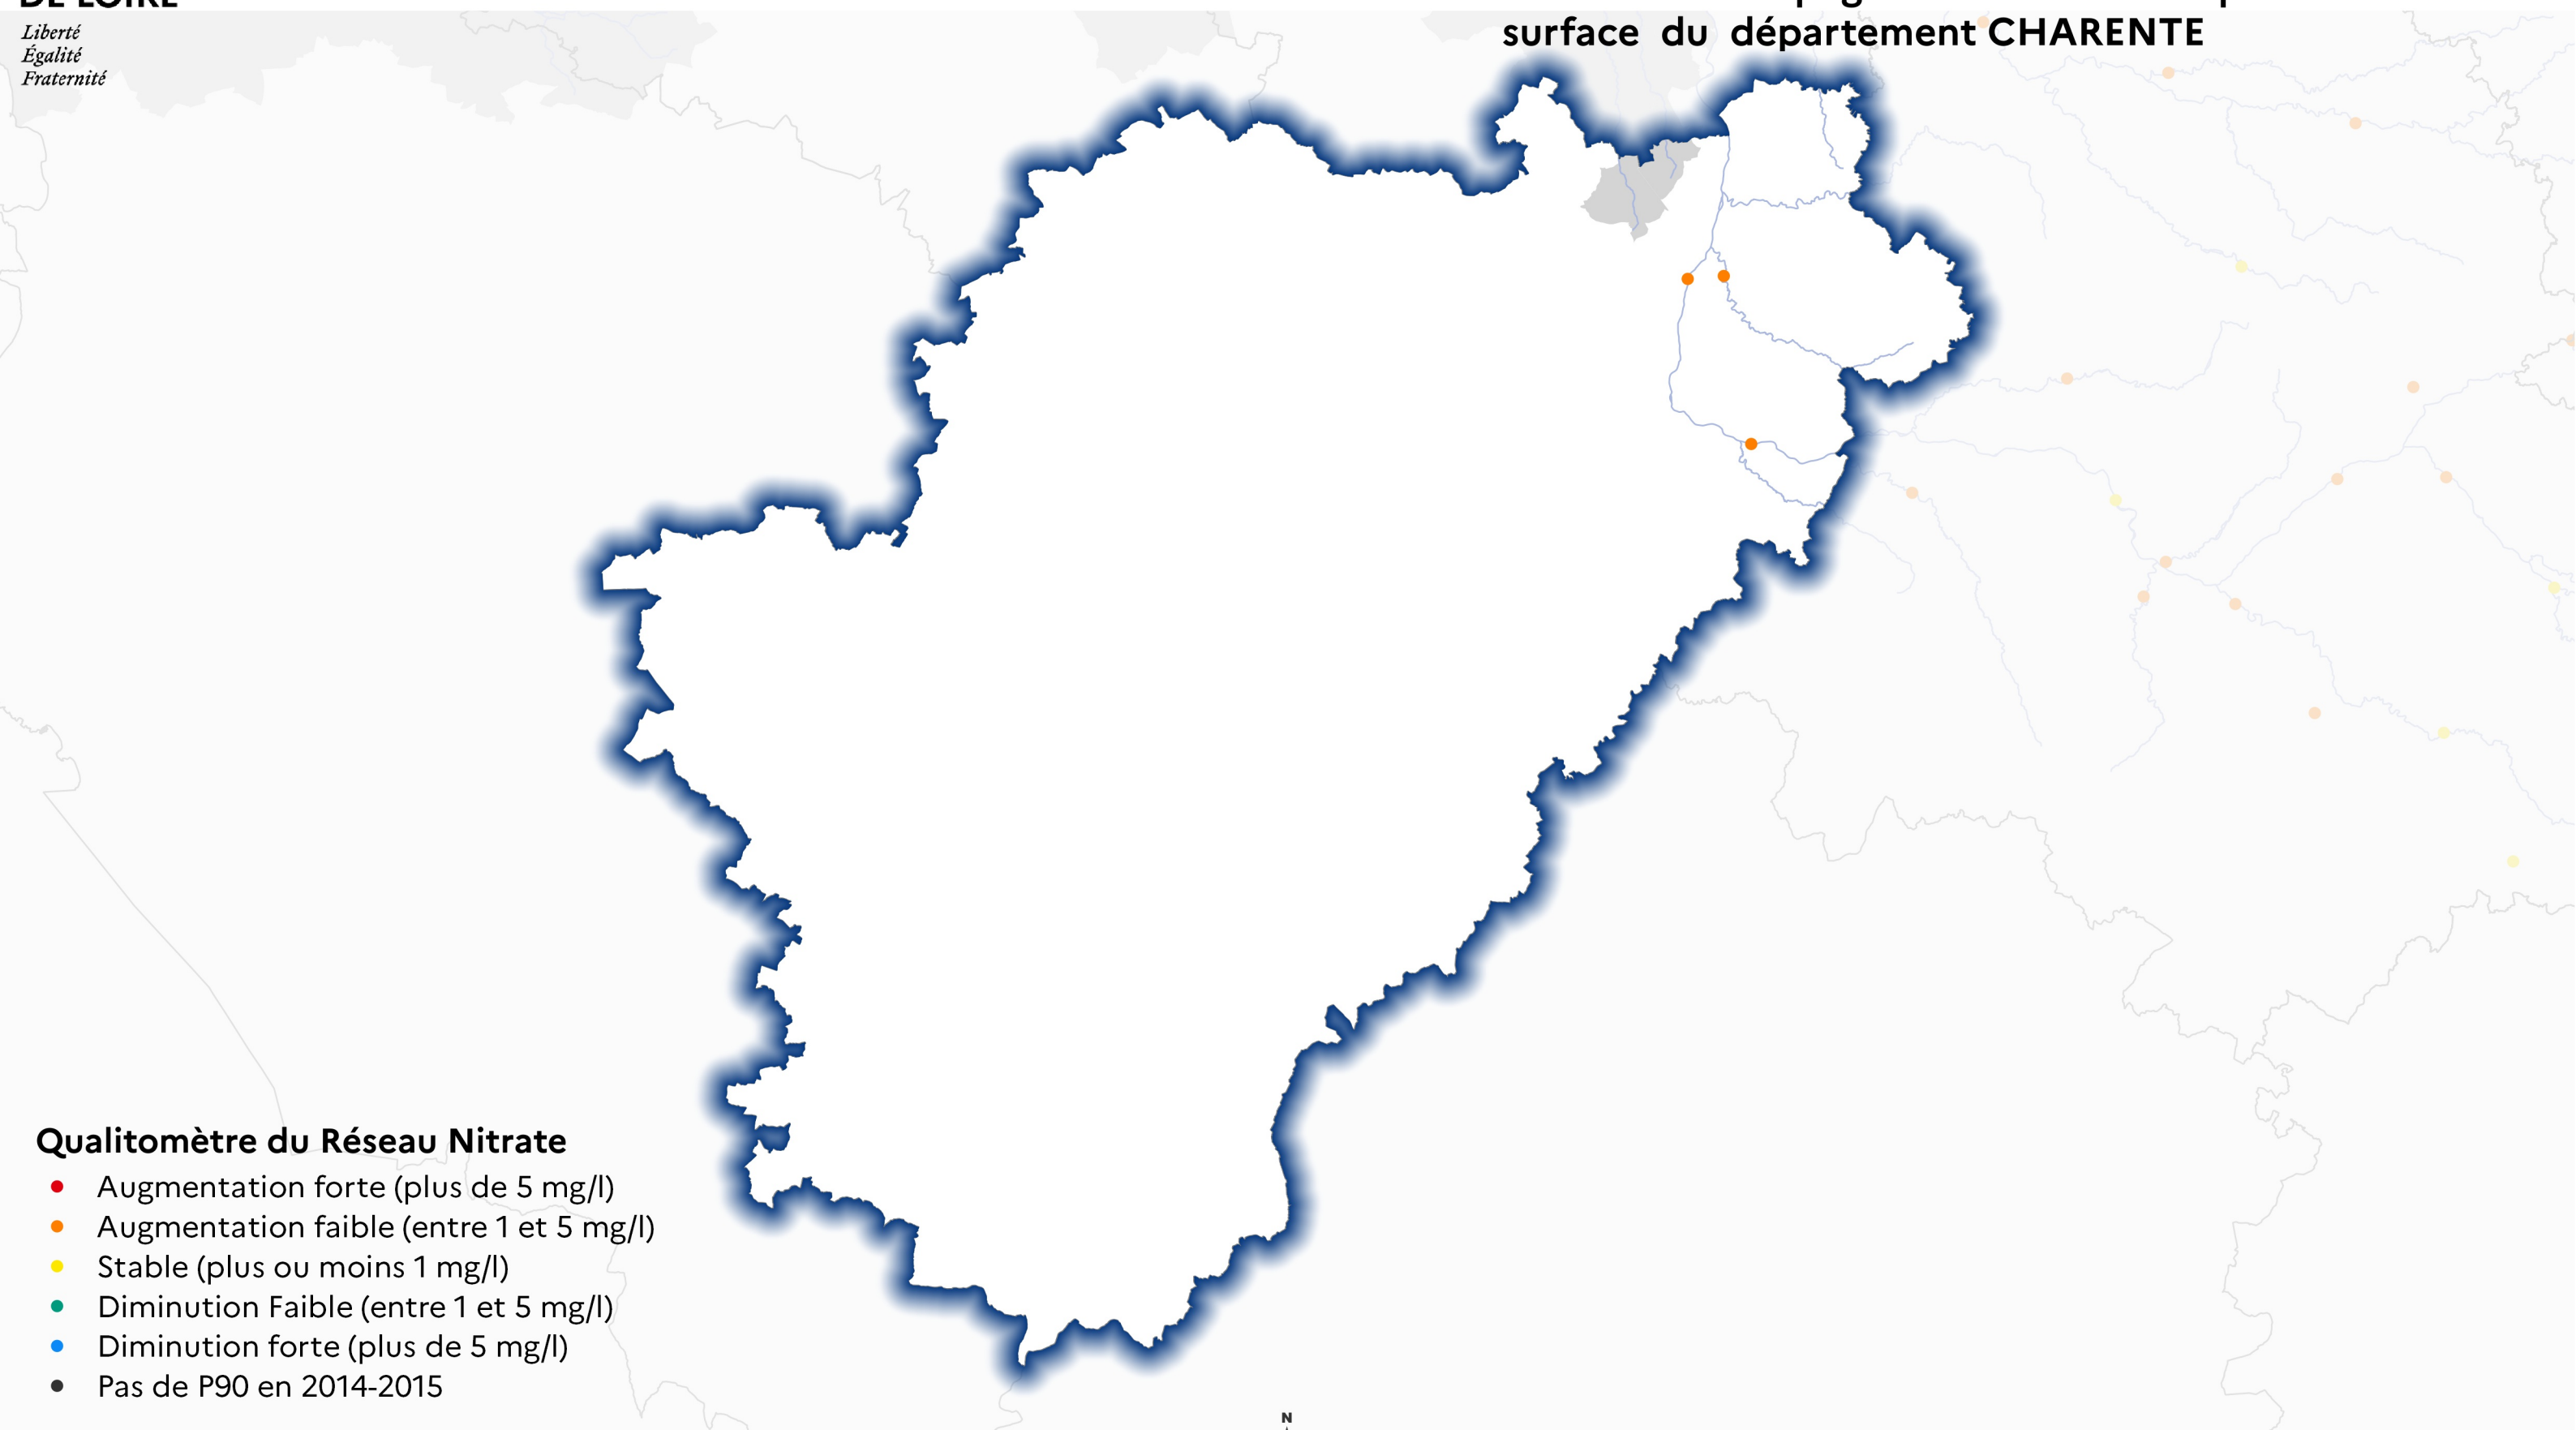 DE LOIRE
Liberté
Égalité
Fraternité
surface du département CHARENTE
Qualitomètre du Réseau Nitrate
Augmentation forte (plus de 5 mg/l)
Augmentation faible (entre 1 et 5 mg/l)
Stable (plus ou moins 1 mg/l)
Diminution Faible (entre 1 et 5 mg/l)
Diminution forte (plus de 5 mg/l)
Pas de P90 en 2014-2015
N